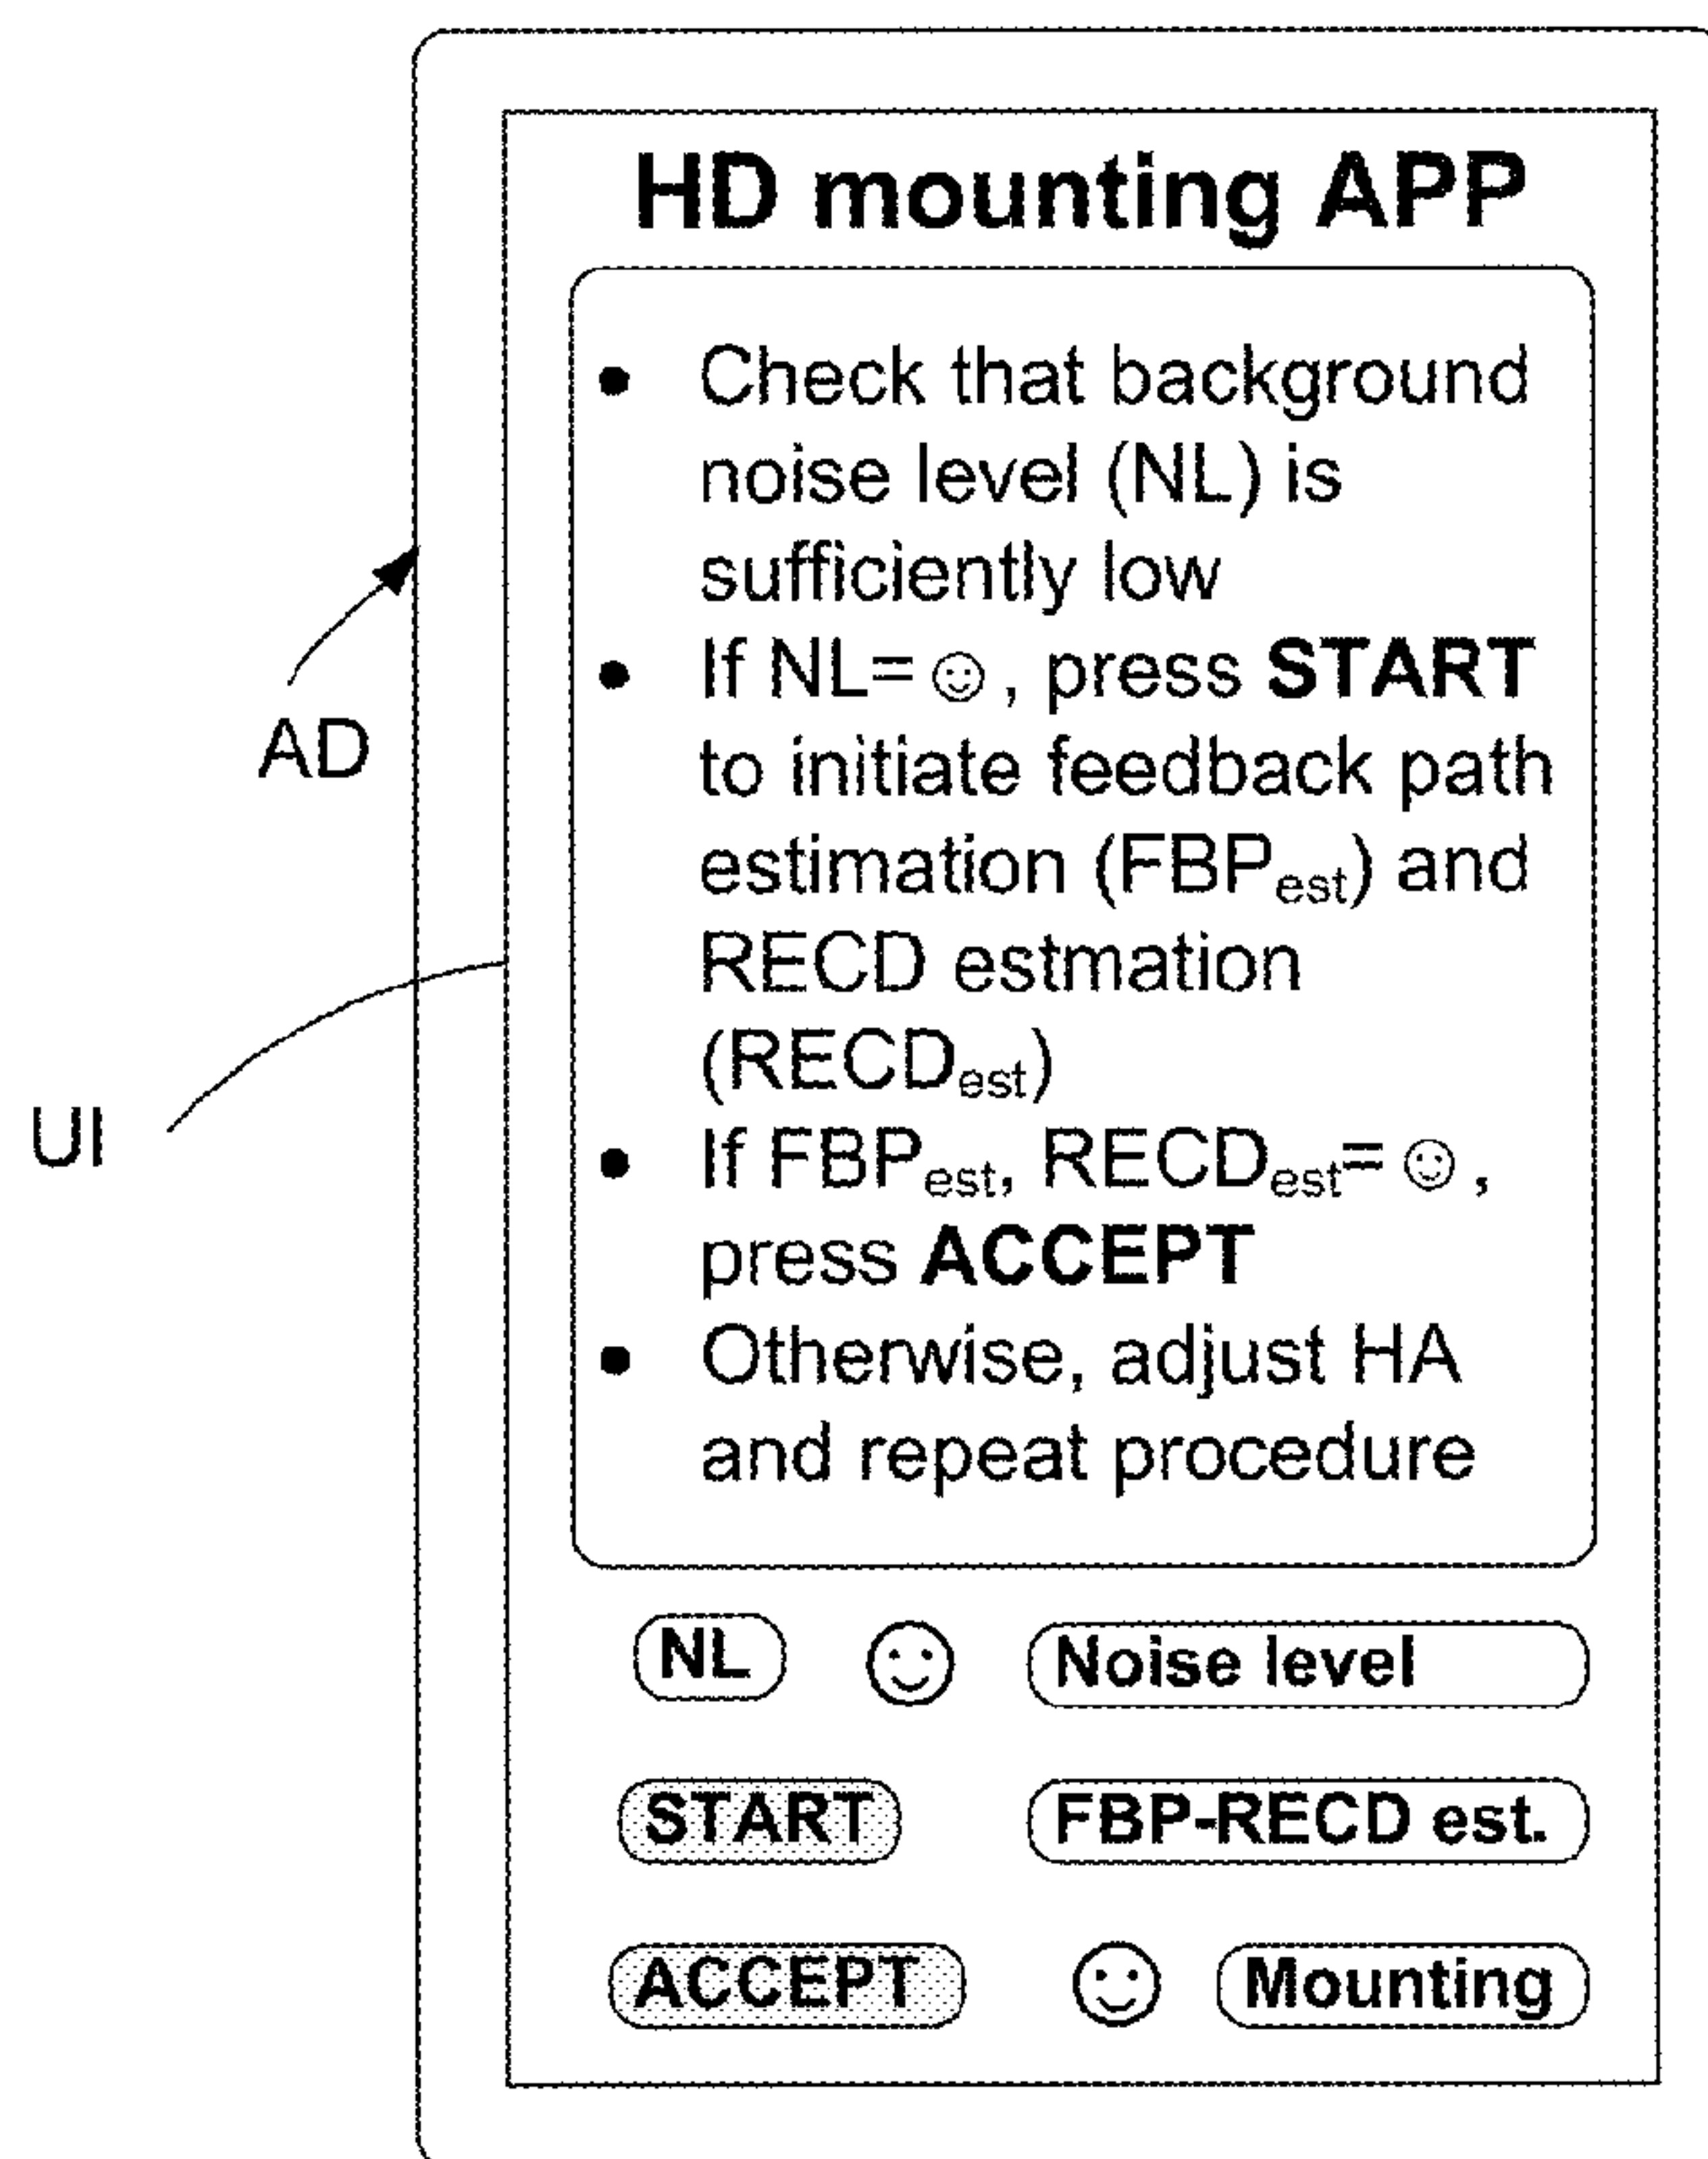 HD mounting APP
• Check that background
noise level (NL) is
sufficiently low
• If NL=☺, press START
to initiate feedback path
estimation (FBPest) and
RECD estmation
(RECDest)
• If FBPest, RECDest=☺,
press ACCEPT
• Otherwise, adjust HA
and repeat procedure
NL ☺ Noise level
START FBP-RECD est.
ACCEPT ☺ Mounting
AD
UI